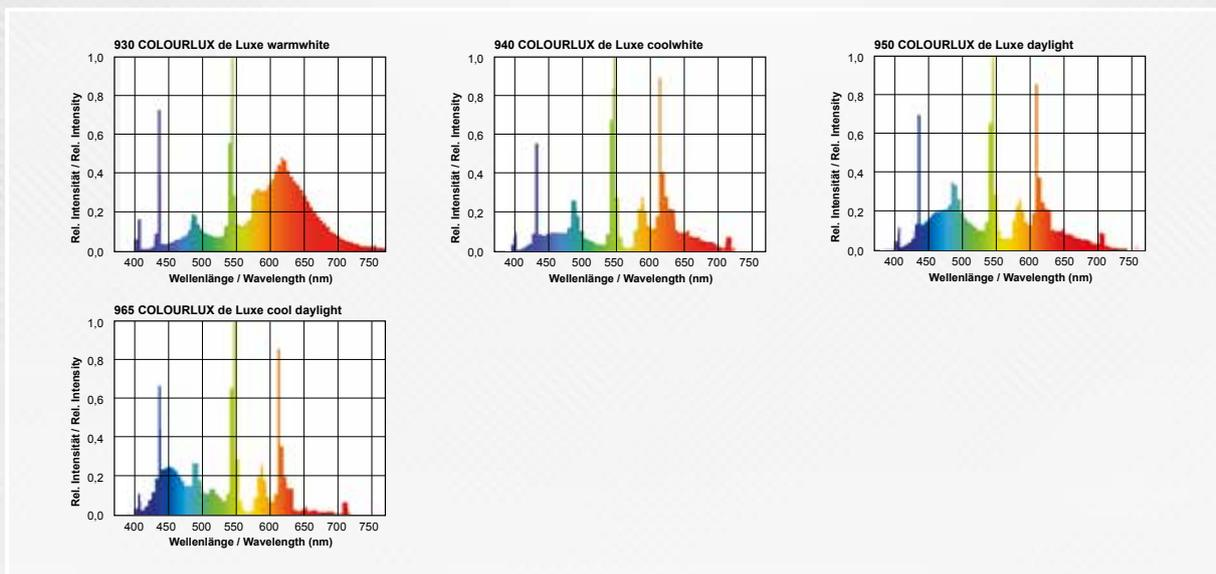 930 COLOURLUX de Luxe warmwhite
Rel. Intensität / Rel. Intensity
1,0
0,8
0,6
0,4
0,2
0,0
400 450 500 550 600 650 700 750
Wellenlänge / Wavelength (nm)
940 COLOURLUX de Luxe coolwhite
Rel. Intensität / Rel. Intensity
1,0
0,8
0,6
0,4
0,2
0,0
400 450 500 550 600 650 700 750
Wellenlänge / Wavelength (nm)
950 COLOURLUX de Luxe daylight
Rel. Intensität / Rel. Intensity
1,0
0,8
0,6
0,4
0,2
0,0
400 450 500 550 600 650 700 750
Wellenlänge / Wavelength (nm)
965 COLOURLUX de Luxe cool daylight
Rel. Intensität / Rel. Intensity
1,0
0,8
0,6
0,4
0,2
0,0
400 450 500 550 600 650 700 750
Wellenlänge / Wavelength (nm)